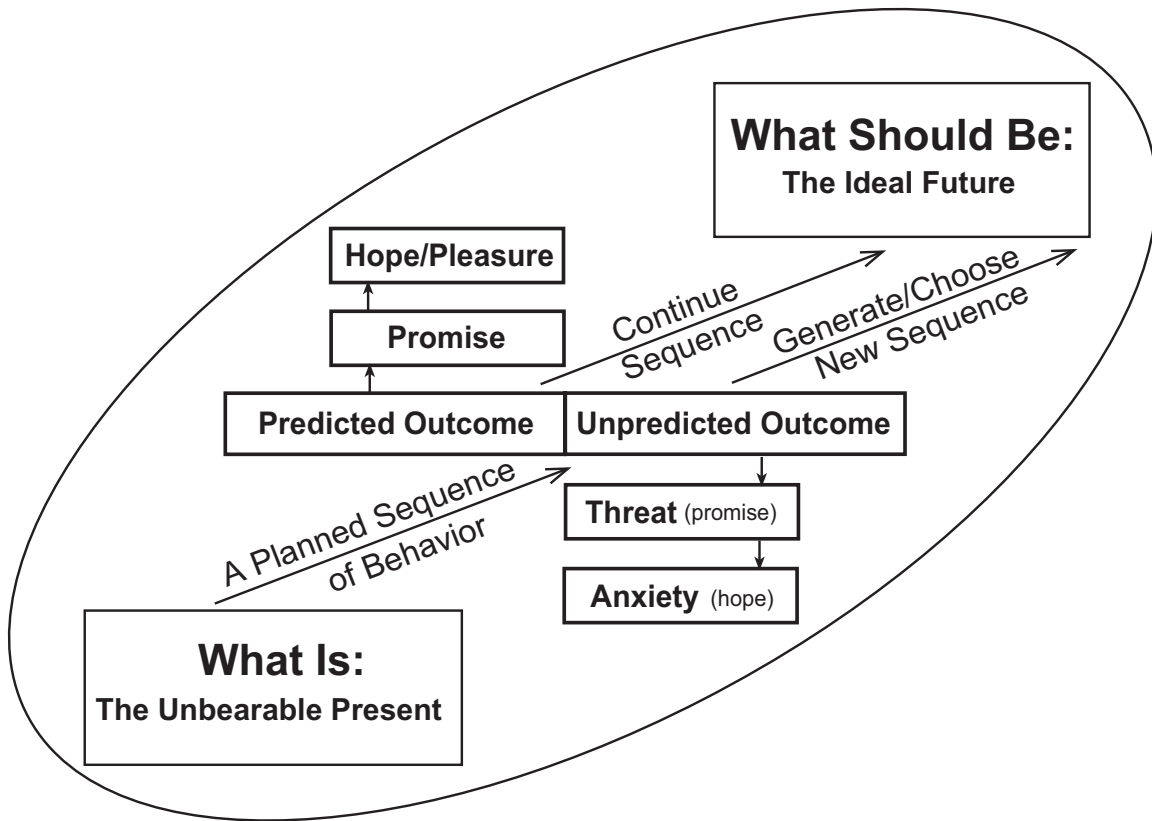 What Should Be:
The Ideal Future
Hope/Pleasure
Promise
Continue
Sequence
Generate/Choose
New Sequence
Predicted Outcome
Unpredicted Outcome
A Planned Sequence
of Behavior
Threat (promise)
Anxiety (hope)
What Is:
The Unbearable Present